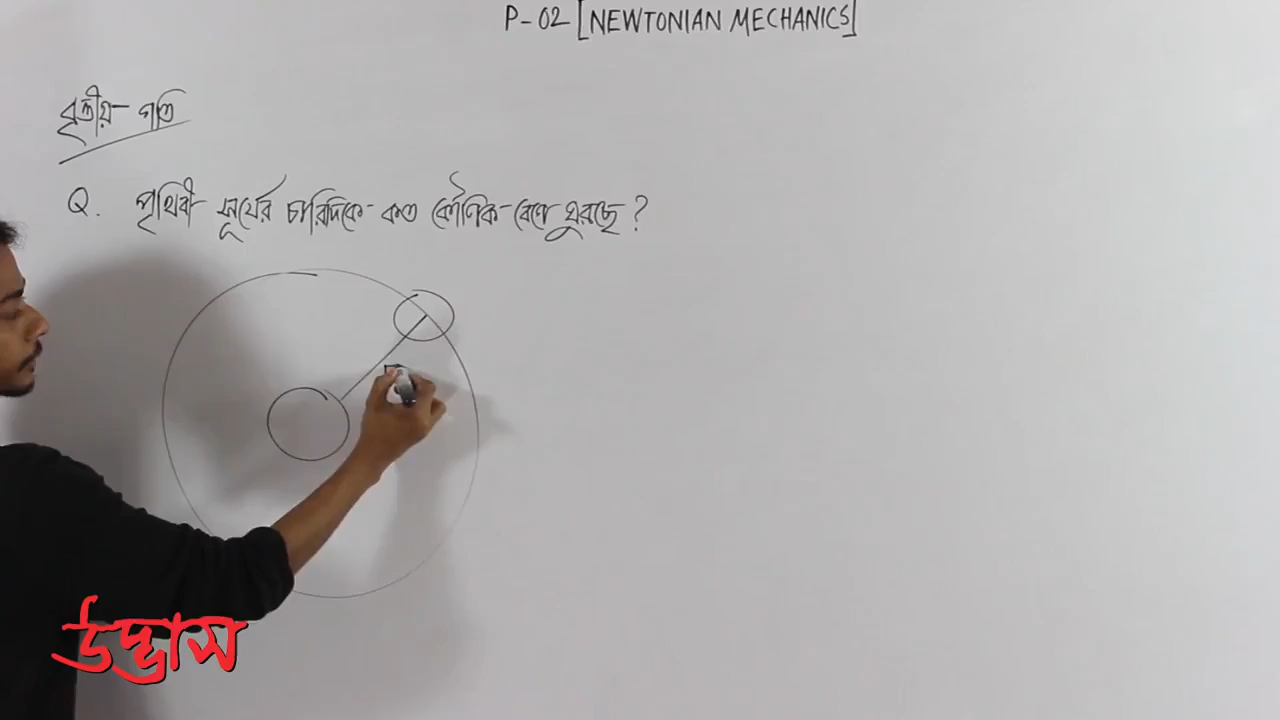 P-02 [NEWTONIAN MECHANICS]
বৃত্তীয় গতি
Q. পৃথিবী সূর্যের চারিদিকে কত কৌণিক বেগে ঘুরছে ?
উদ্ভাস